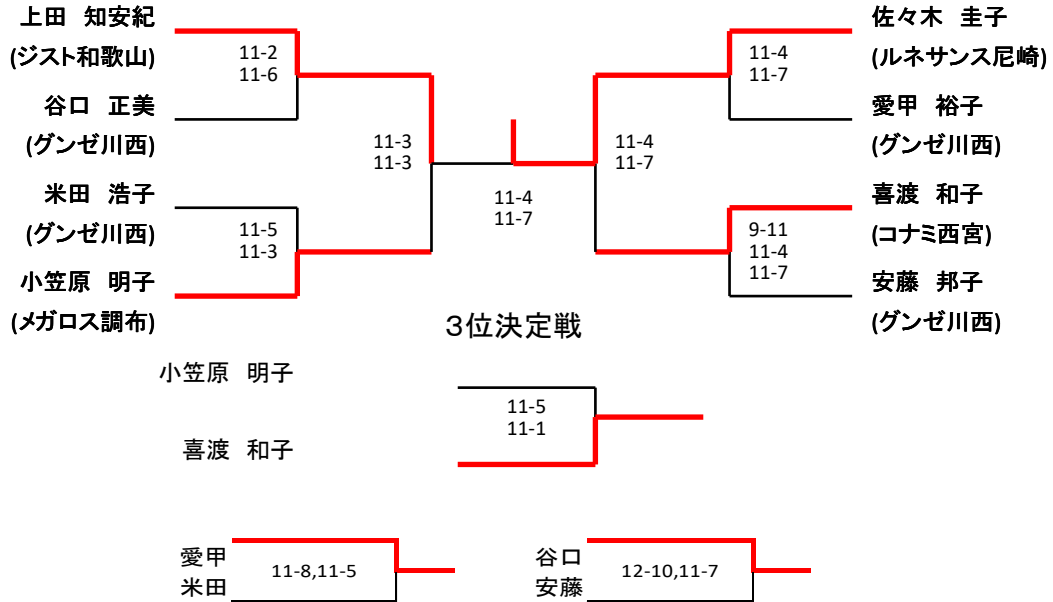 上田　知安紀
(ジスト和歌山)
11-2
11-6
谷口　正美
(グンゼ川西)
11-3
11-3
米田　浩子
(グンゼ川西)
11-5
11-3
小笠原　明子
(メガロス調布)
11-4
11-7
佐々木　圭子
(ルネサンス尼崎)
11-4
11-7
愛甲　裕子
(グンゼ川西)
11-4
11-7
喜渡　和子
(コナミ西宮)
9-11
11-4
11-7
安藤　邦子
(グンゼ川西)
３位決定戦
小笠原　明子
11-5
11-1
喜渡　和子
愛甲
11-8,11-5
米田
谷口
12-10,11-7
安藤